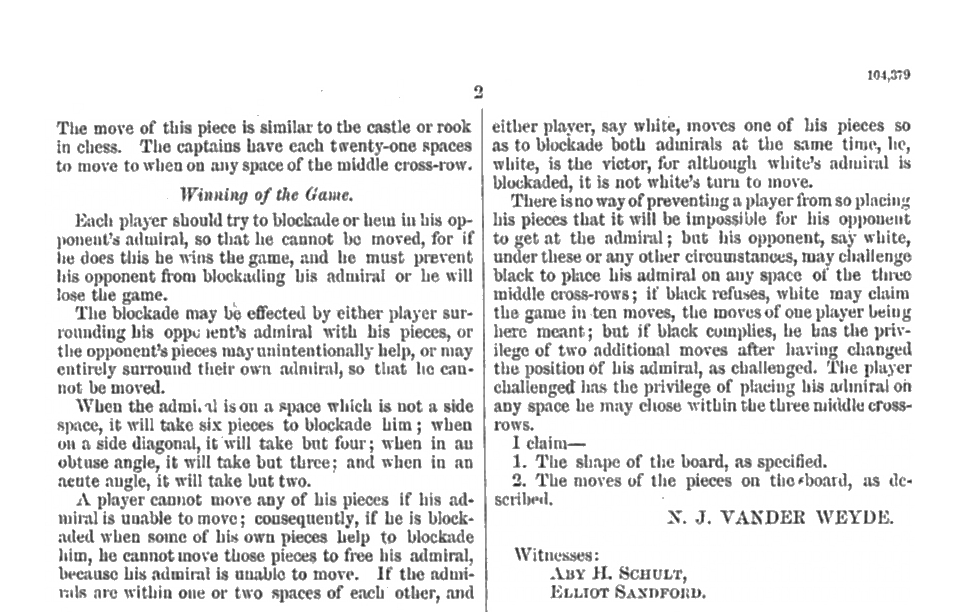 104,379
2
The move of this piece is similar to the castle or rook
in chess. The captains have each twenty-one spaces
to move to when on any space of the middle cross-row.
Winning of the Game.
Each player should try to blockade or hem in his op-
ponent's admiral, so that he cannot be moved, for if
he does this he wins the game, and he must prevent
his opponent from blockading his admiral or he will
lose the game.
The blockade may be effected by either player sur-
rounding his opponent's admiral with his pieces, or
the opponent's pieces may unintentionally help, or may
entirely surround their own admiral, so that he can-
not be moved.
When the admiral is on a space which is not a side
space, it will take six pieces to blockade him; when
on a side diagonal, it will take but four; when in an
obtuse angle, it will take but three; and when in an
acute angle, it will take but two.
A player cannot move any of his pieces if his ad-
miral is unable to move; consequently, if he is block-
aded when some of his own pieces help to blockade
him, he cannot move those pieces to free his admiral,
because his admiral is unable to move. If the admi-
rals are within one or two spaces of each other, and
either player, say white, moves one of his pieces so
as to blockade both admirals at the same time, he,
white, is the victor, for although white's admiral is
blockaded, it is not white's turn to move.
There is no way of preventing a player from so placing
his pieces that it will be impossible for his opponent
to get at the admiral; but his opponent, say white,
under these or any other circumstances, may challenge
black to place his admiral on any space of the three
middle cross-rows; if black refuses, white may claim
the game in ten moves, the moves of one player being
here meant; but if black complies, he has the priv-
ilege of two additional moves after having changed
the position of his admiral, as challenged. The player
challenged has the privilege of placing his admiral on
any space he may chose within the three middle cross-
rows.
I claim—
1. The shape of the board, as specified.
2. The moves of the pieces on the board, as de-
scribed.
N. J. VANDER WEYDE.
Witnesses:
ABY H. SCHULT,
ELLIOT SANDFORD.